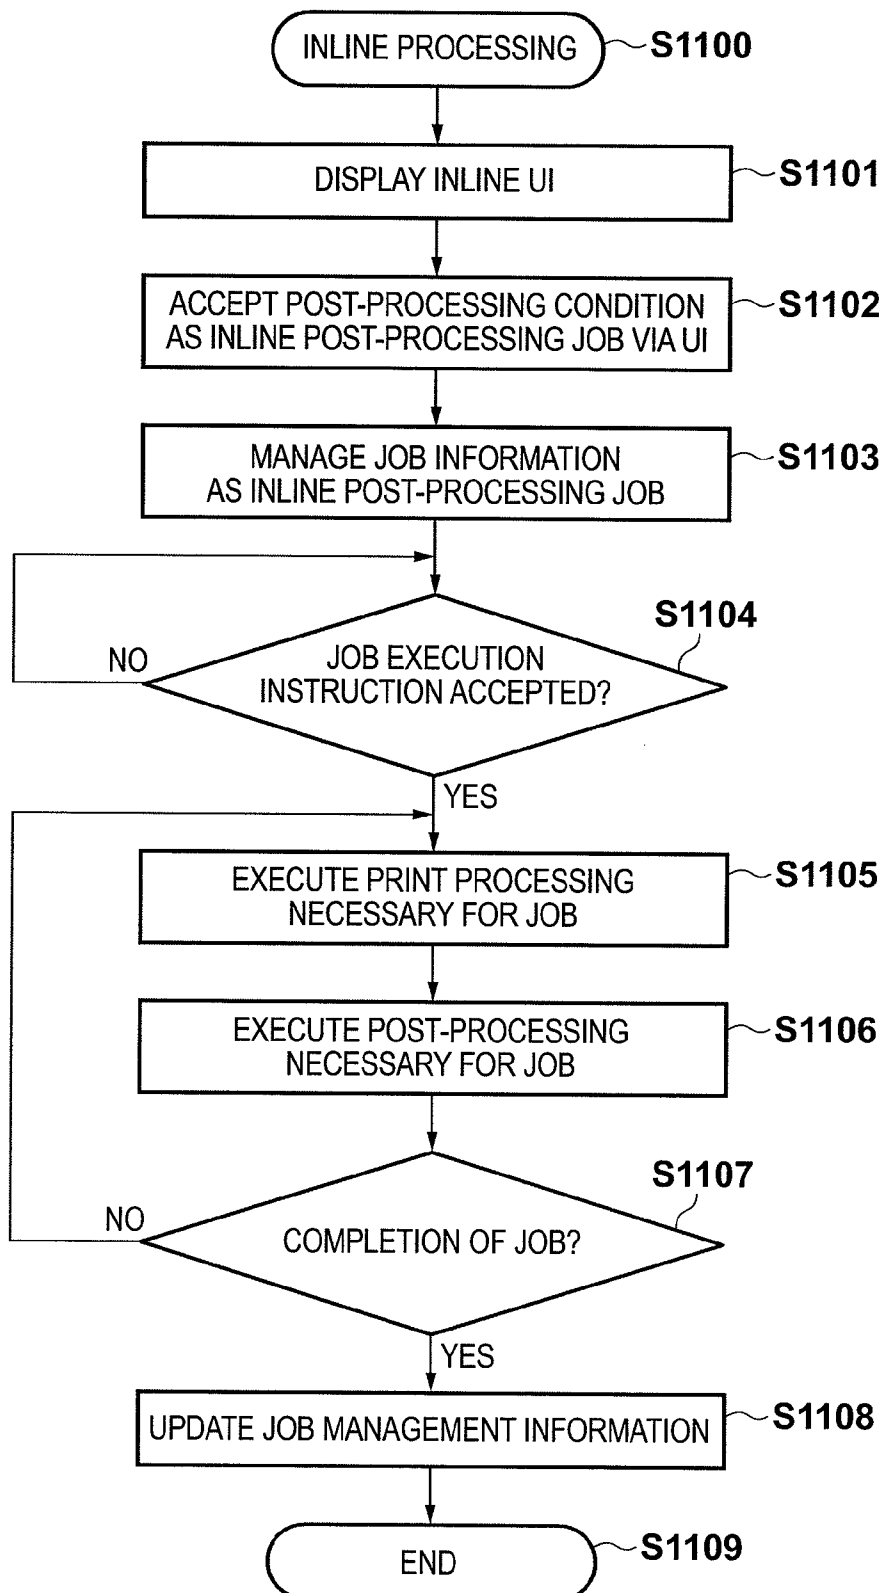 INLINE PROCESSING
S1100
DISPLAY INLINE UI
S1101
ACCEPT POST-PROCESSING CONDITION
AS INLINE POST-PROCESSING JOB VIA UI
S1102
MANAGE JOB INFORMATION
AS INLINE POST-PROCESSING JOB
S1103
S1104
JOB EXECUTION
INSTRUCTION ACCEPTED?
NO
YES
EXECUTE PRINT PROCESSING
NECESSARY FOR JOB
S1105
EXECUTE POST-PROCESSING
NECESSARY FOR JOB
S1106
S1107
COMPLETION OF JOB?
NO
YES
UPDATE JOB MANAGEMENT INFORMATION
S1108
END
S1109